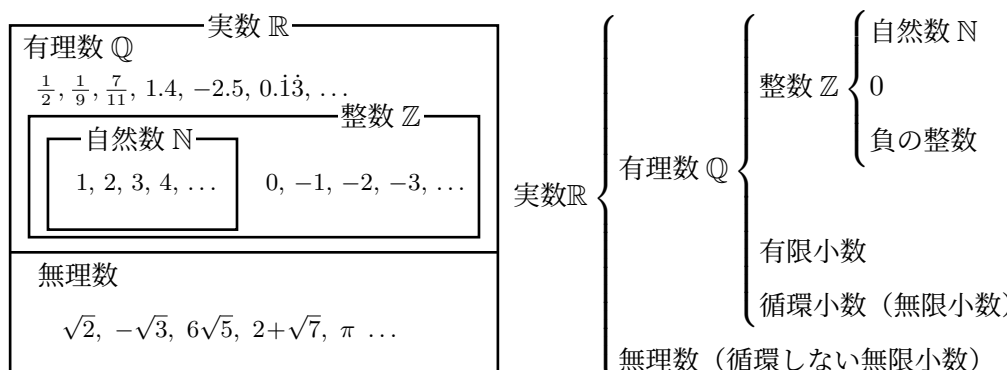 実数 ℝ
有理数 ℚ
1/2, 1/9, 7/11, 1.4, −2.5, 0.1̇3̇, …
整数 ℤ
自然数 ℕ
1, 2, 3, 4, …
0, −1, −2, −3, …
無理数
√2, −√3, 6√5, 2+√7, π …
実数ℝ
有理数 ℚ
整数 ℤ
自然数 ℕ
0
負の整数
有限小数
循環小数（無限小数）
無理数（循環しない無限小数）